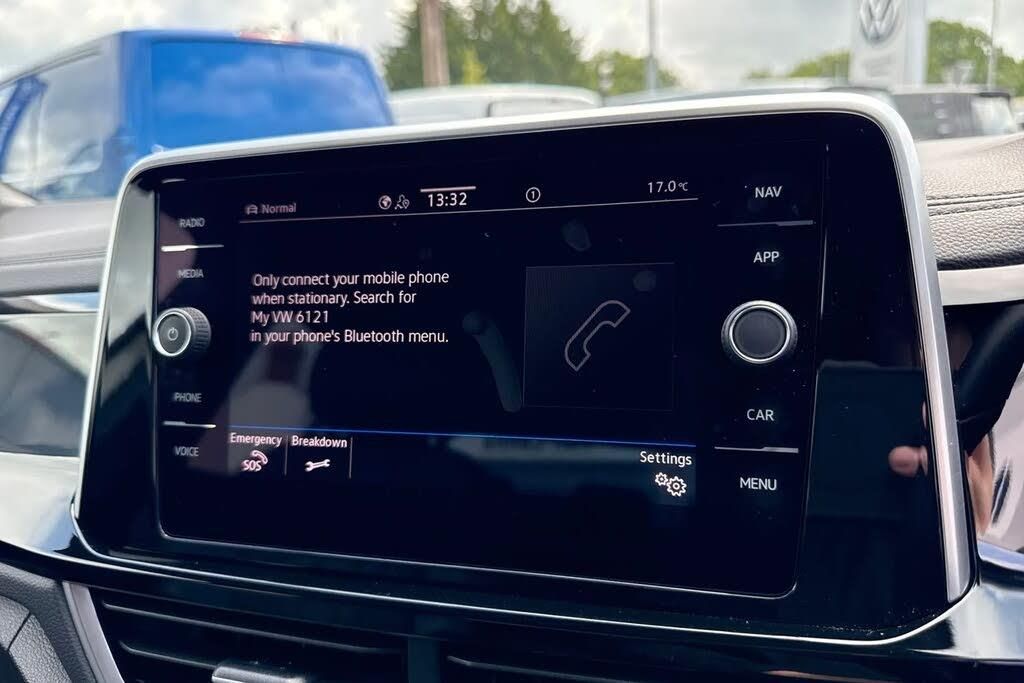 RADIO
MEDIA
PHONE
VOICE
Normal
13:32
1
17.0°C
Only connect your mobile phone
when stationary. Search for
My VW 6121
in your phone's Bluetooth menu.
Emergency
SOS
Breakdown
Settings
NAV
APP
CAR
MENU